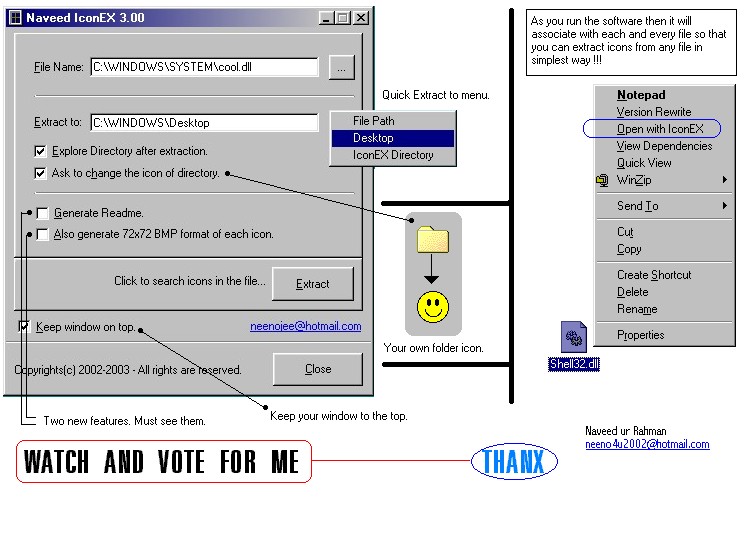 Naveed IconEX 3.00
File Name:
C:\WINDOWS\SYSTEM\cool.dll
...
Extract to:
C:\WINDOWS\Desktop
Explore Directory after extraction.
Ask to change the icon of directory.
Generate Readme.
Also generate 72x72 BMP format of each icon.
Click to search icons in the file...
Extract
Keep window on top.
neenojee@hotmail.com
Copyrights(c) 2002-2003 - All rights are reserved.
Close
Two new features. Must see them.
Keep your window to the top.
Quick Extract to menu.
File Path
Desktop
IconEX Directory
Your own folder icon.
As you run the software then it will
associate with each and every file so that
you can extract icons from any file in
simplest way !!!
Notepad
Version Rewrite
Open with IconEX
View Dependencies
Quick View
WinZip
Send To
Cut
Copy
Create Shortcut
Delete
Rename
Properties
Shell32.dll
Naveed ur Rahman
neeno4u2002@hotmail.com
WATCH AND VOTE FOR ME
THANX